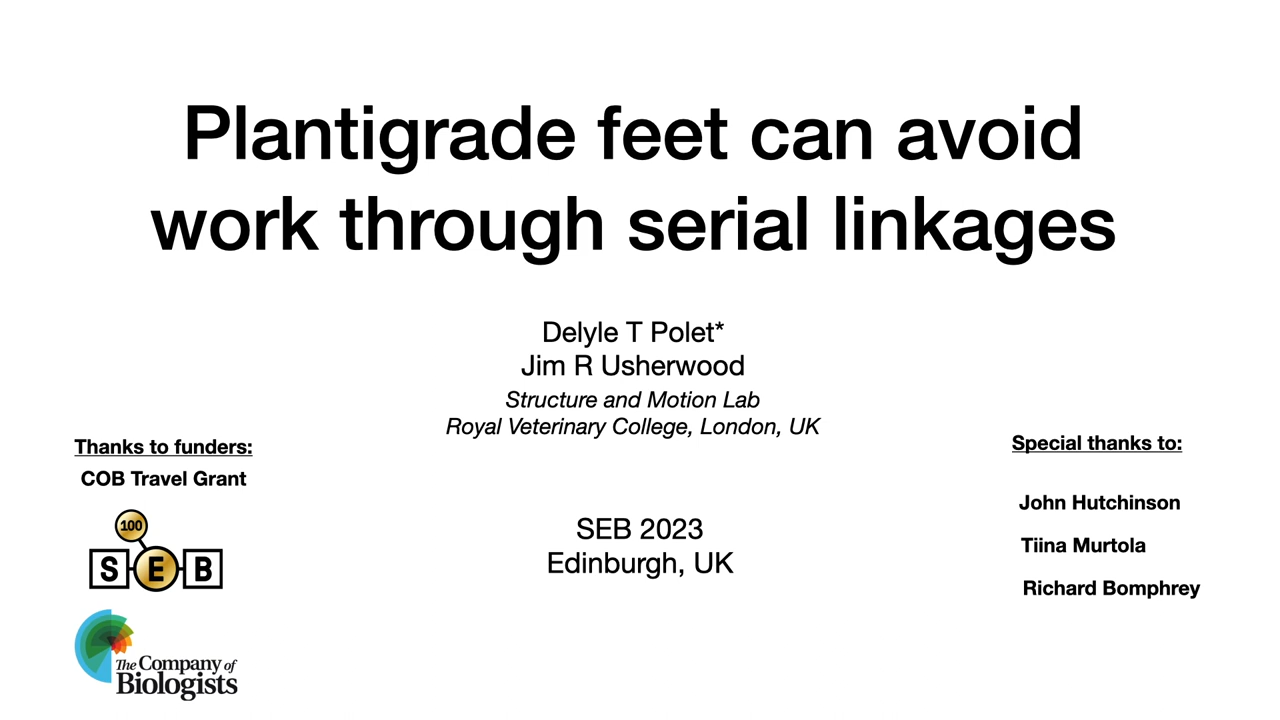 Plantigrade feet can avoid
work through serial linkages
Delyle T Polet*
Jim R Usherwood
Structure and Motion Lab
Royal Veterinary College, London, UK
Thanks to funders:
COB Travel Grant
100
SEB
The Company of
Biologists
SEB 2023
Edinburgh, UK
Special thanks to:
John Hutchinson
Tiina Murtola
Richard Bomphrey